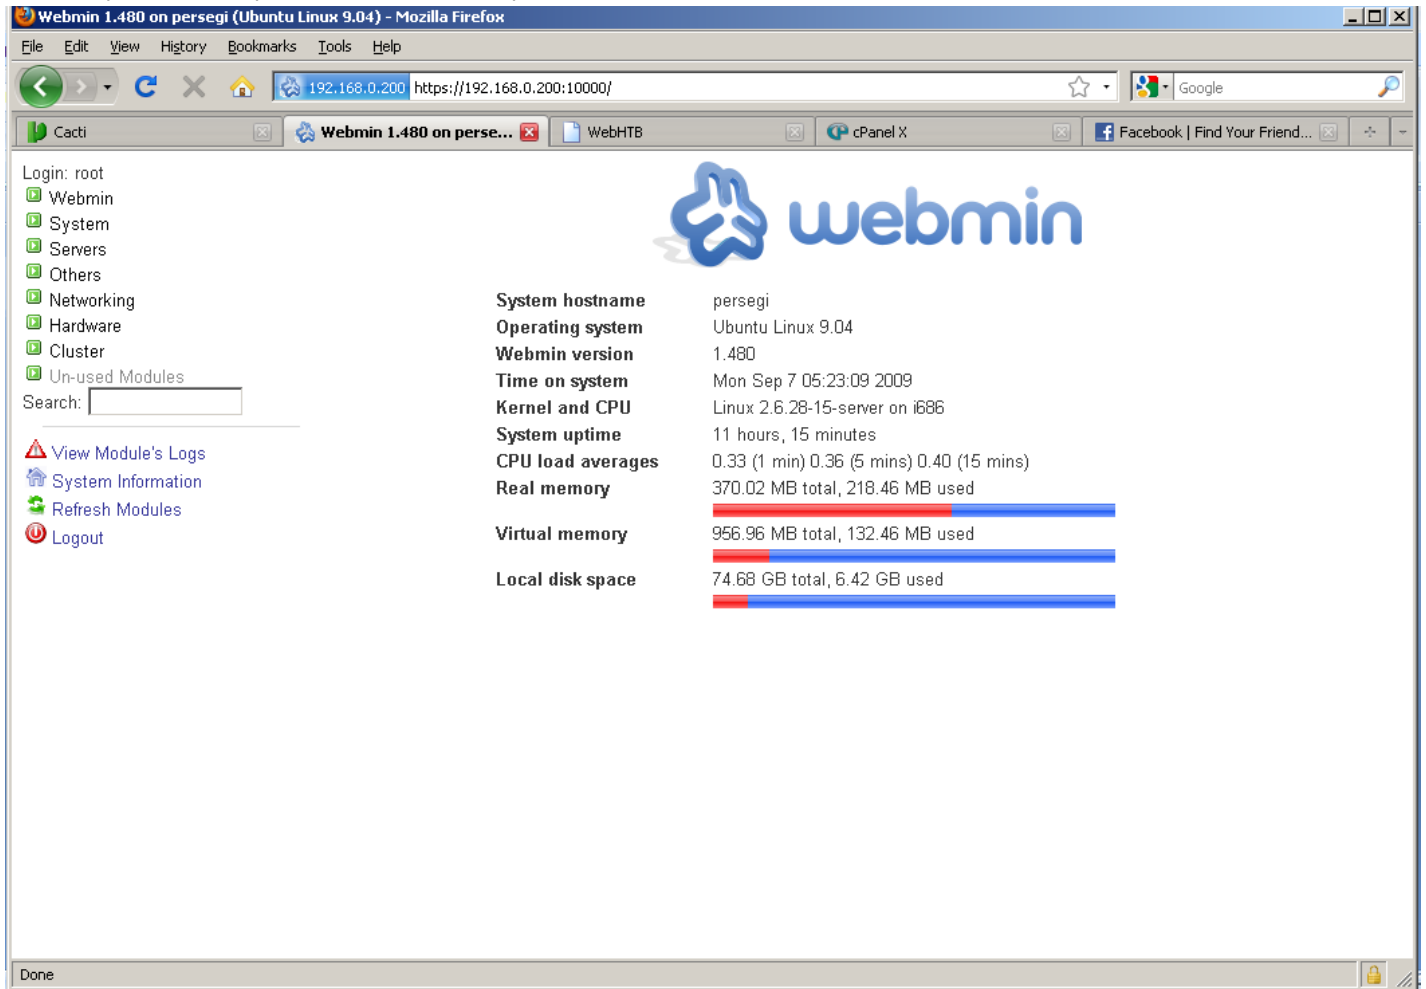 Webmin 1.480 on persegi (Ubuntu Linux 9.04) - Mozilla Firefox
File Edit View History Bookmarks Tools Help
192.168.0.200 https://192.168.0.200:10000/ Google
Cacti Webmin 1.480 on perse... WebHTB cPanel X Facebook | Find Your Friend...
Login: root
Webmin
System
Servers
Others
Networking
Hardware
Cluster
Un-used Modules
Search:
View Module's Logs
System Information
Refresh Modules
Logout
webmin
System hostname persegi
Operating system Ubuntu Linux 9.04
Webmin version 1.480
Time on system Mon Sep 7 05:23:09 2009
Kernel and CPU Linux 2.6.28-15-server on i686
System uptime 11 hours, 15 minutes
CPU load averages 0.33 (1 min) 0.36 (5 mins) 0.40 (15 mins)
Real memory 370.02 MB total, 218.46 MB used
Virtual memory 956.96 MB total, 132.46 MB used
Local disk space 74.68 GB total, 6.42 GB used
Done